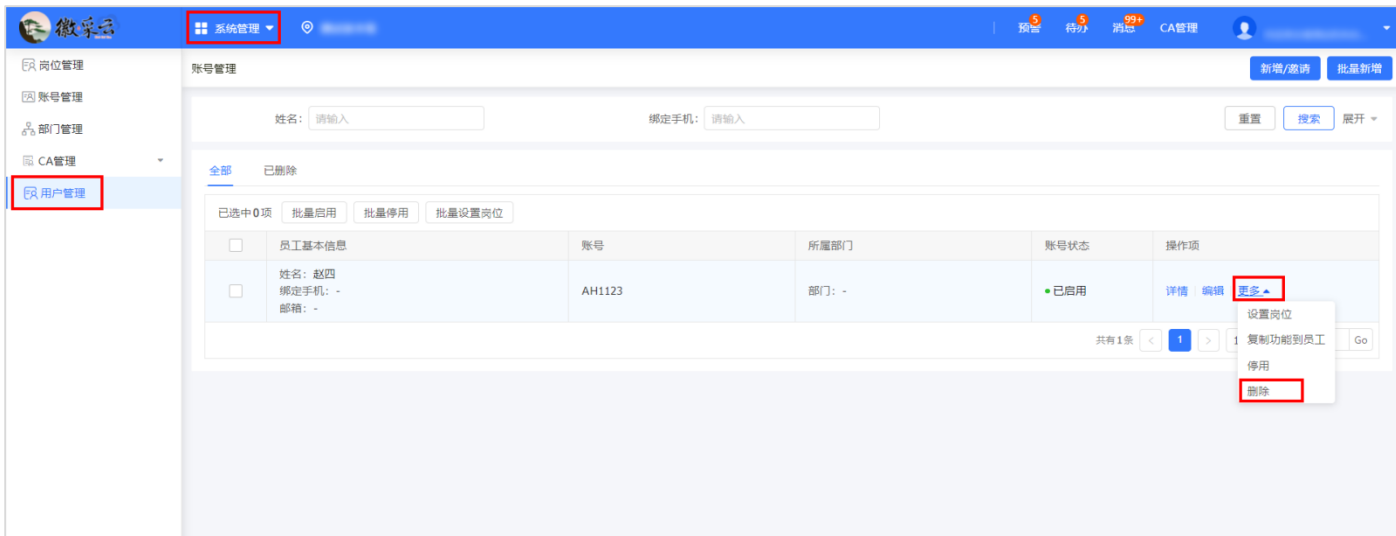 徽采云 系统管理 预警 5 待办 5 消息 99+ CA管理
岗位管理
账号管理
部门管理
CA管理
用户管理
账号管理 新增/邀请 批量新增
姓名: 请输入 绑定手机: 请输入 重置 搜索 展开
全部 已删除
已选中0项 批量启用 批量停用 批量设置岗位
员工基本信息 账号 所属部门 账号状态 操作项
姓名: 赵四
绑定手机: - AH1123 部门: - 已启用 详情 编辑 更多
邮箱: -
设置岗位
共有1条 < 1 > 1 复制功能到员工 Go
停用
删除